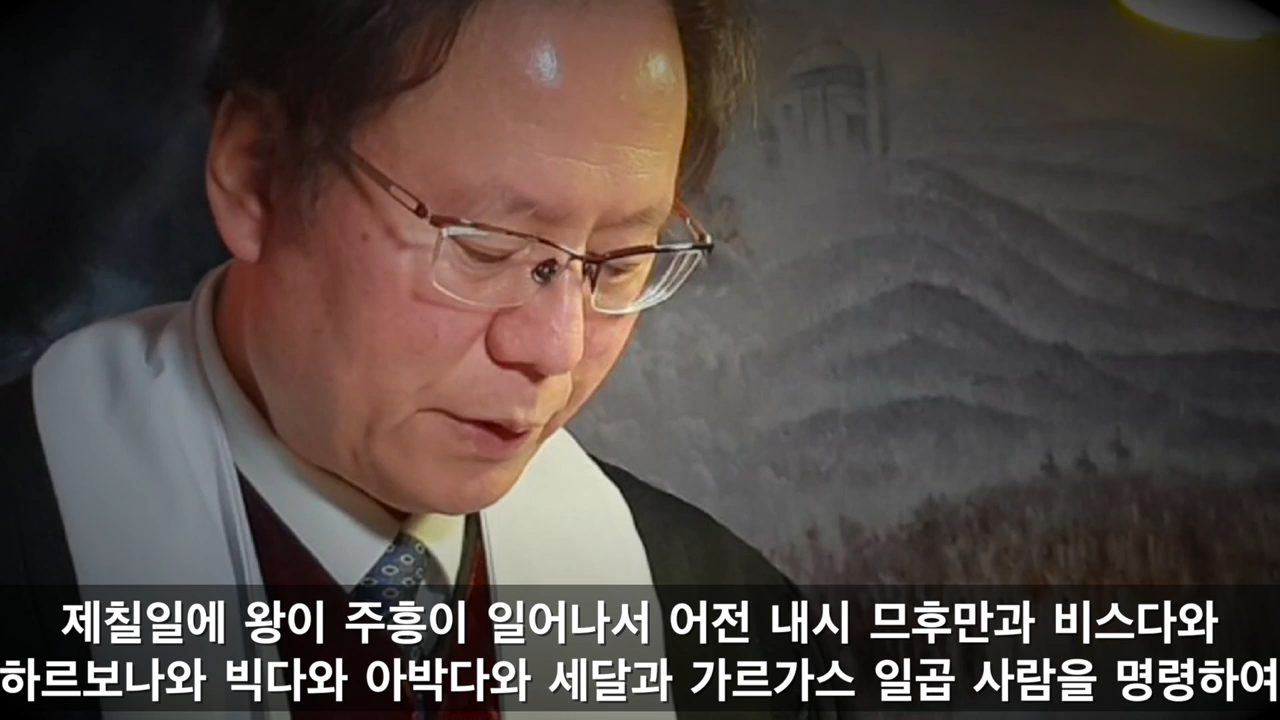 제칠일에 왕이 주흥이 일어나서 어전 내시 므후만과 비스다와
하르보나와 빅다와 아박다와 세달과 가르가스 일곱 사람을 명령하여